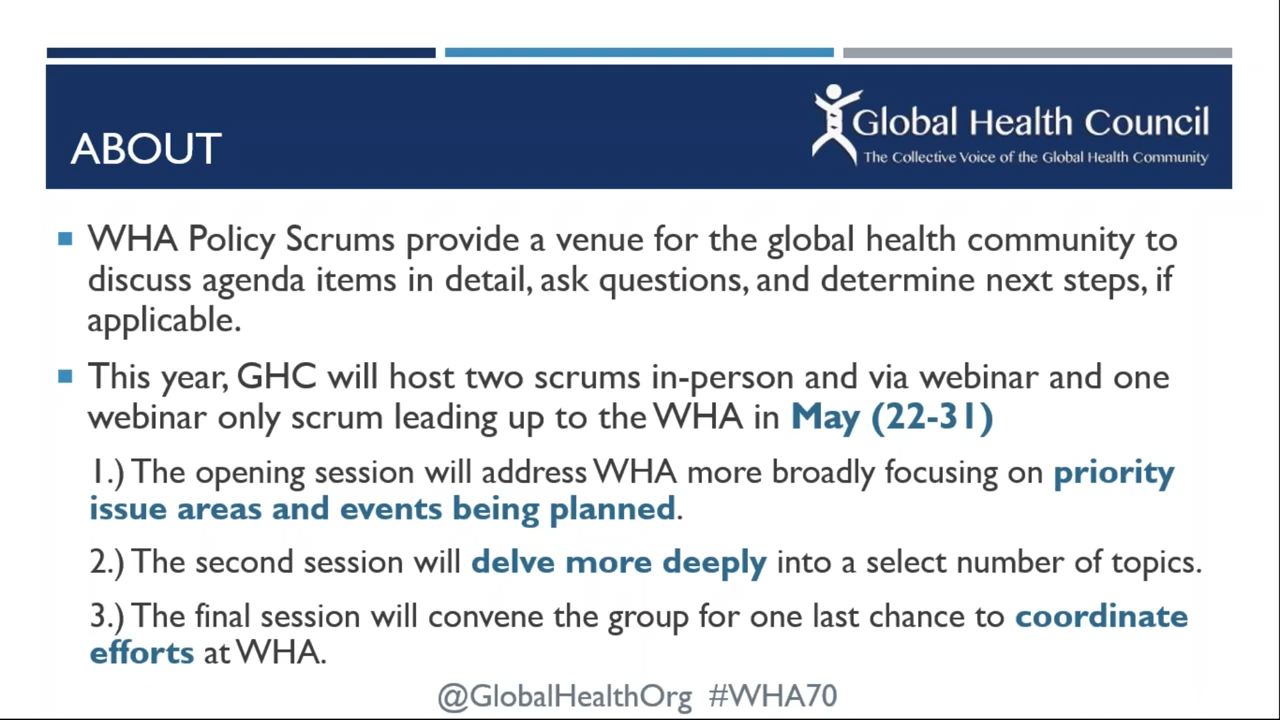 ABOUT
Global Health Council
The Collective Voice of the Global Health Community
WHA Policy Scrums provide a venue for the global health community to
discuss agenda items in detail, ask questions, and determine next steps, if
applicable.
This year, GHC will host two scrums in-person and via webinar and one
webinar only scrum leading up to the WHA in May (22-31)
1.) The opening session will address WHA more broadly focusing on priority
issue areas and events being planned.
2.) The second session will delve more deeply into a select number of topics.
3.) The final session will convene the group for one last chance to coordinate
efforts at WHA.
@GlobalHealthOrg #WHA70